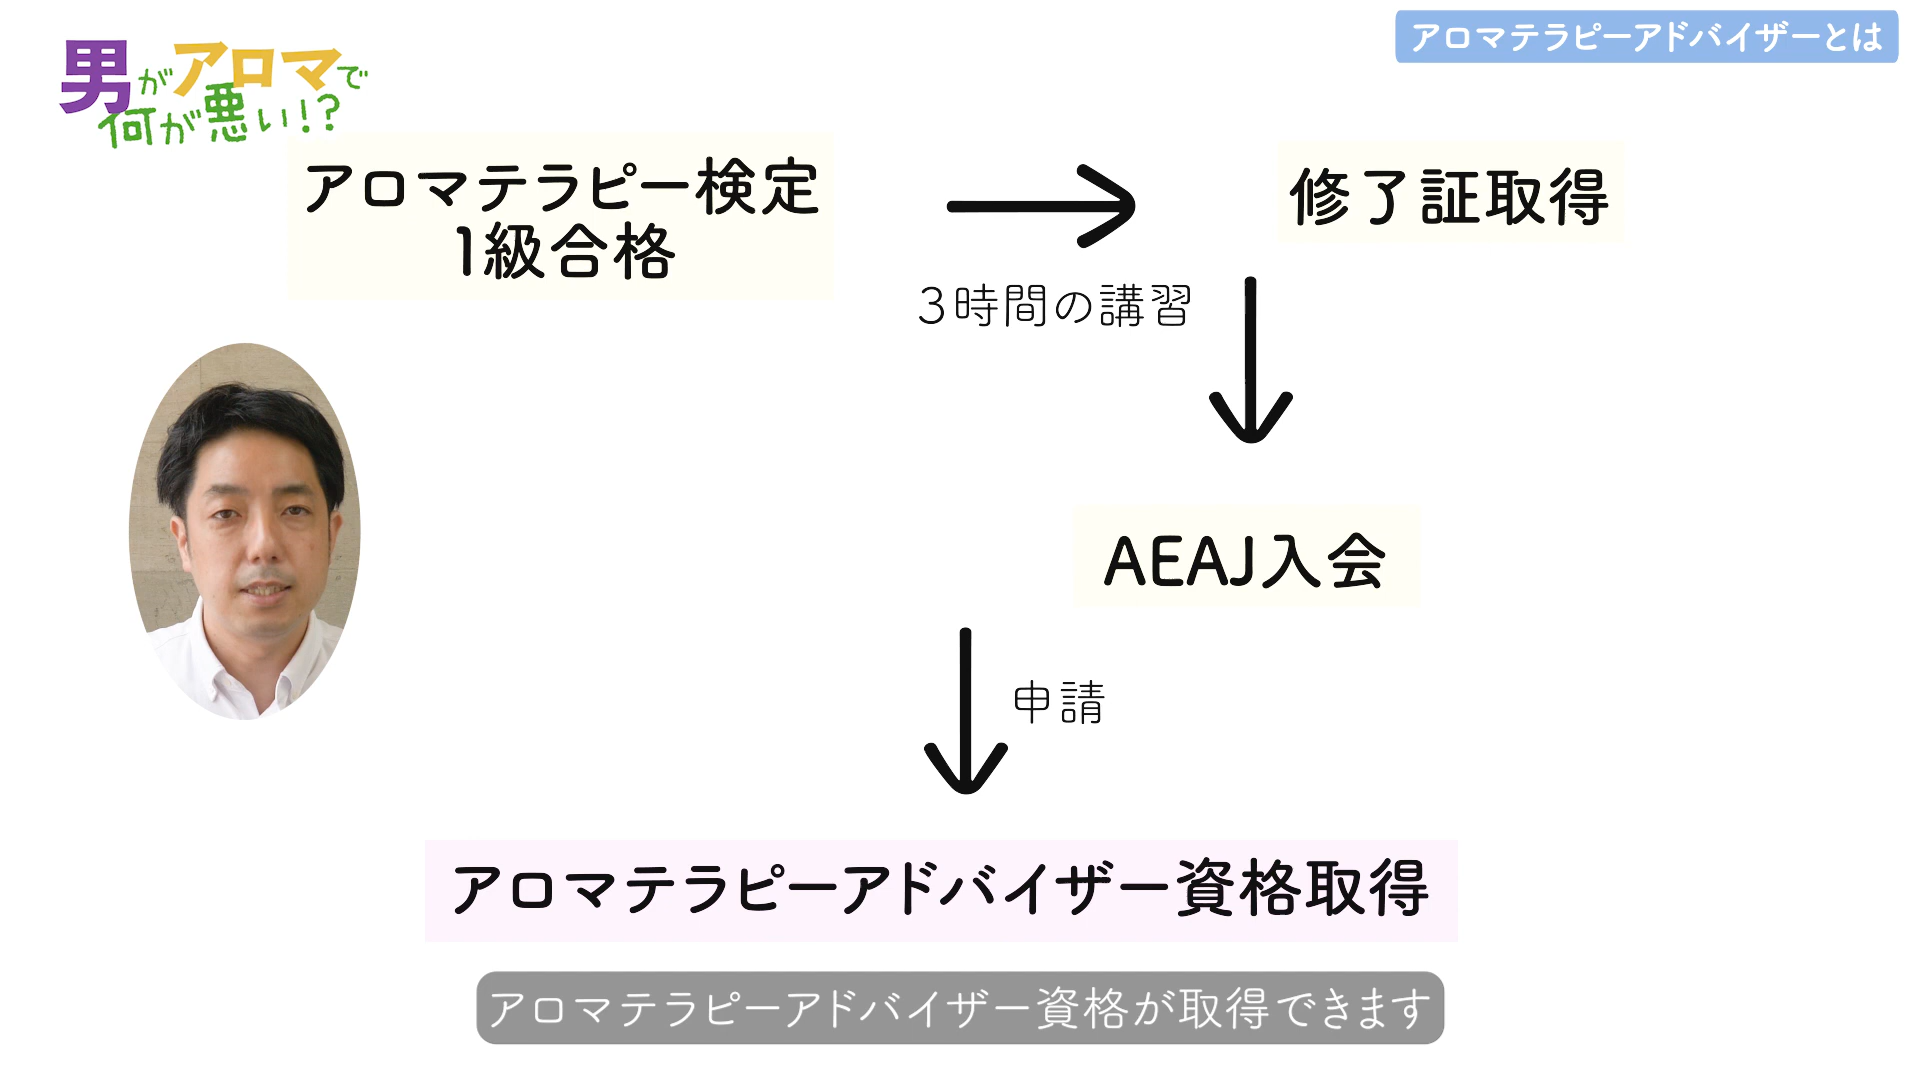 アロマテラピーアドバイザーとは
男がアロマで
何が悪い!?
アロマテラピー検定
1級合格
修了証取得
3時間の講習
AEAJ入会
申請
アロマテラピーアドバイザー資格取得
アロマテラピーアドバイザー資格が取得できます